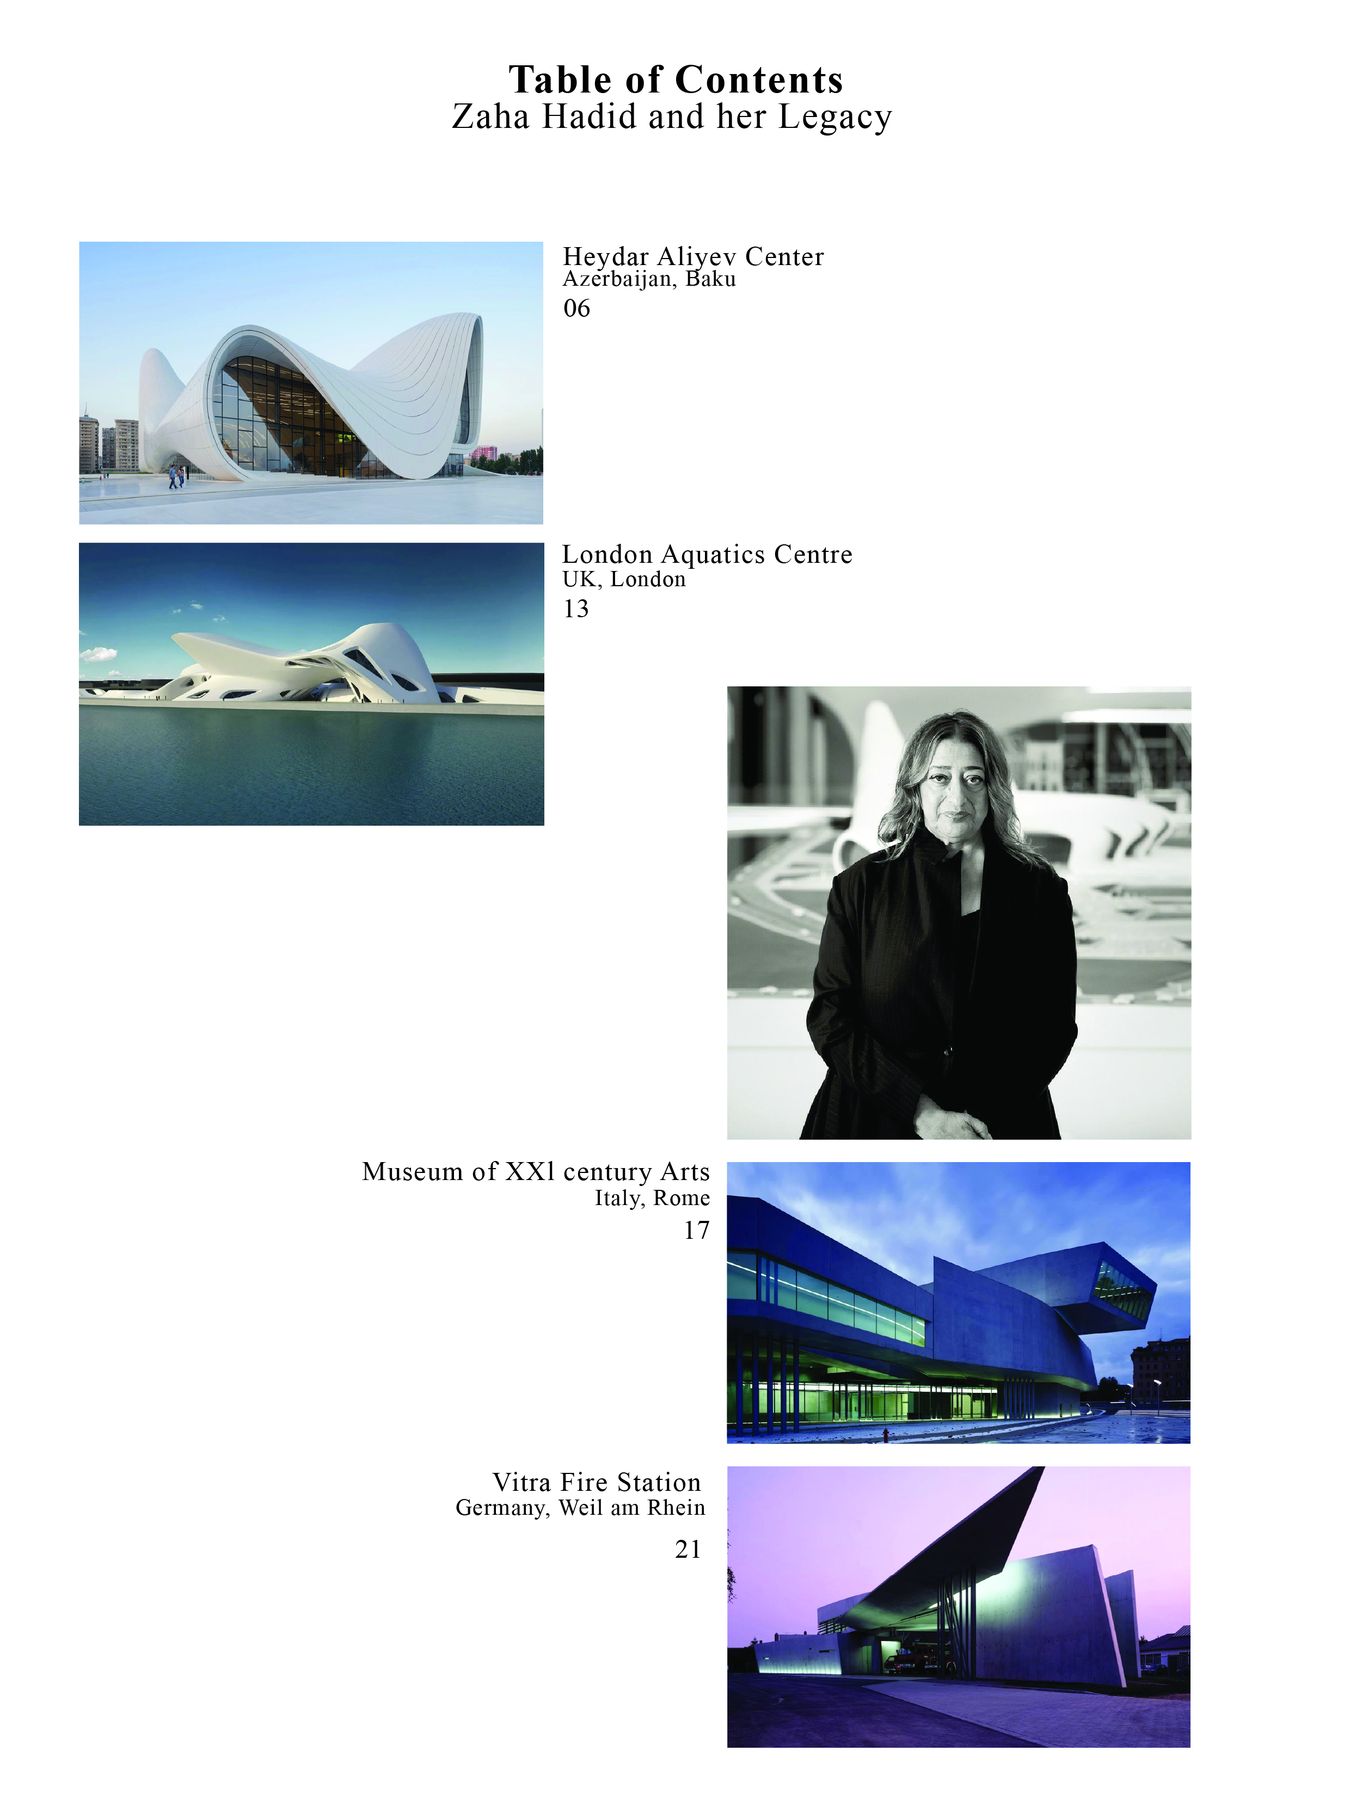 Table of Contents
Zaha Hadid and her Legacy
Heydar Aliyev Center
Azerbaijan, Baku
06
London Aquatics Centre
UK, London
13
Museum of XXl century Arts
Italy, Rome
17
Vitra Fire Station
Germany, Weil am Rhein
21